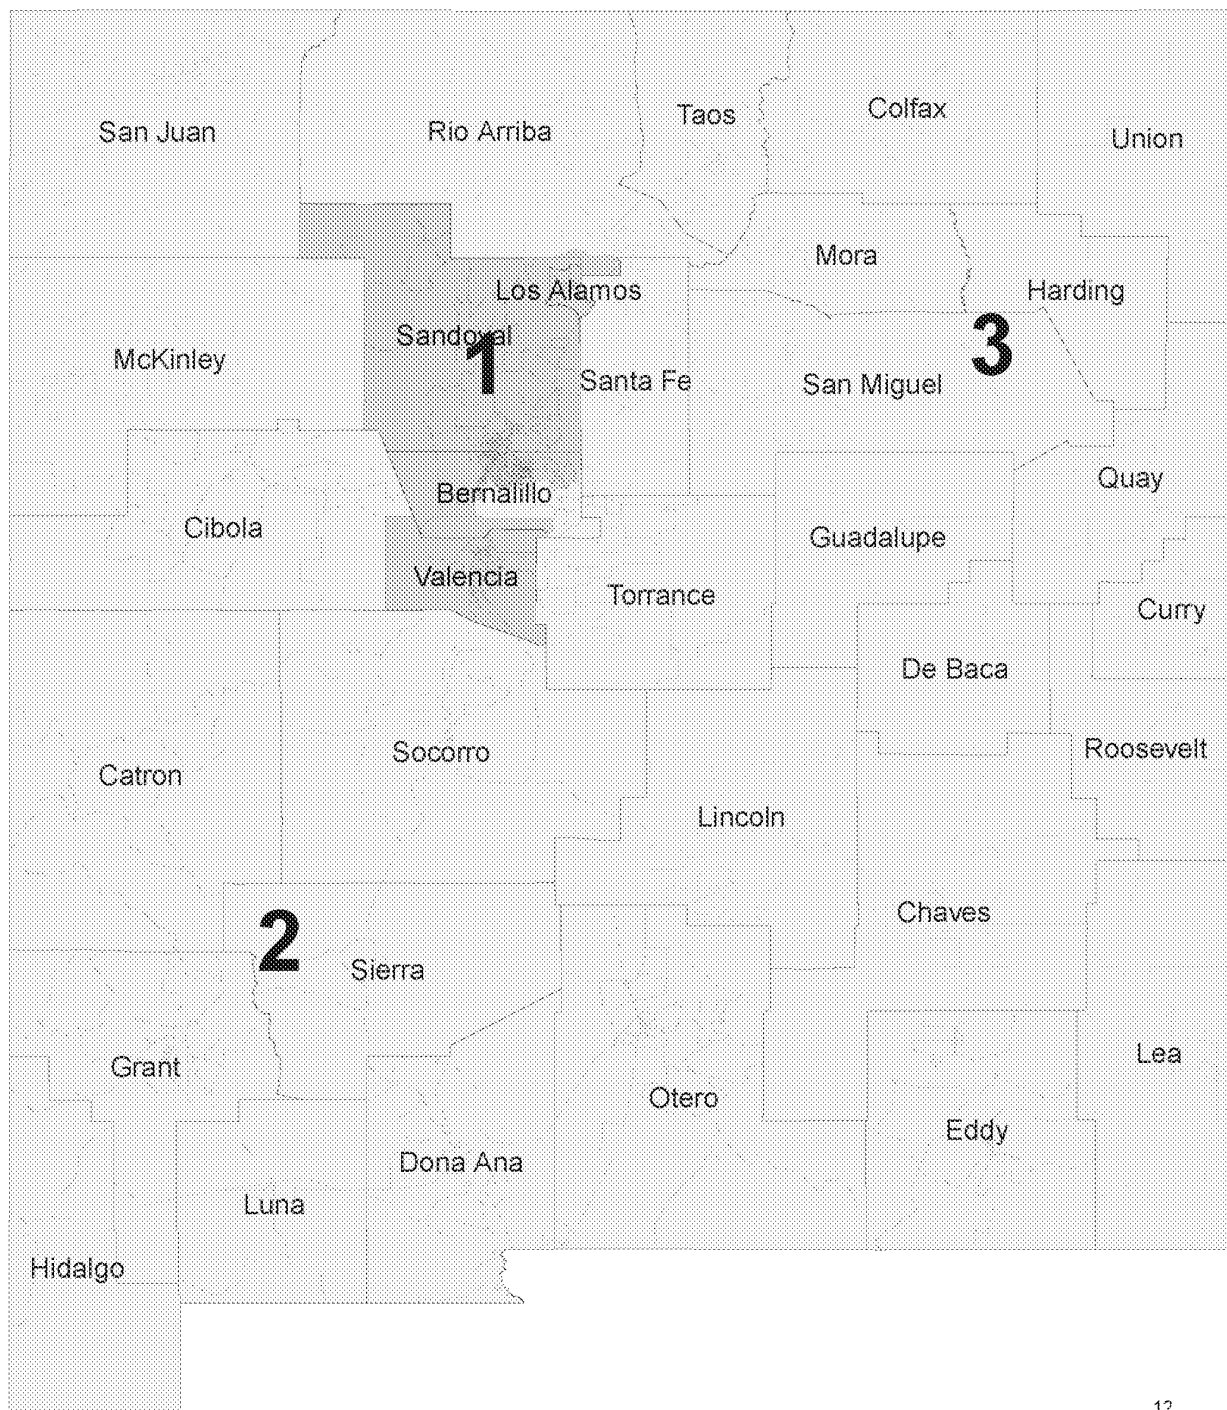 Taos
Colfax
San Juan
Rio Arriba
Union
Mora
Los Alamos
Harding
Sandoval
1
3
McKinley
Santa Fe
San Miguel
Quay
Bernalillo
Cibola
Guadalupe
Valencia
Torrance
Curry
De Baca
Roosevelt
Socorro
Catron
Lincoln
Chaves
2
Sierra
Lea
Grant
Otero
Eddy
Dona Ana
Luna
Hidalgo
12